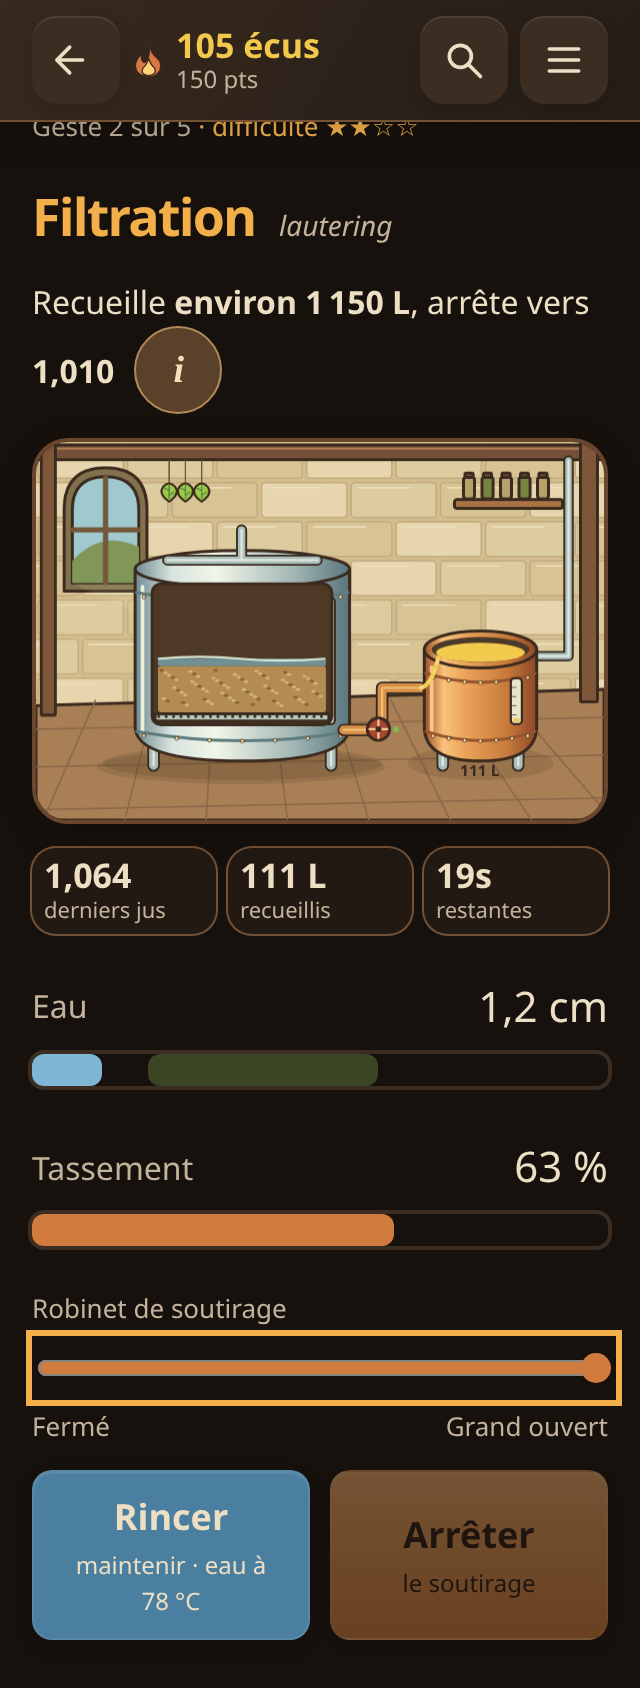 105 écus
150 pts
Geste 2 sur 5 · difficulté ★★☆☆
Filtration lautering
Recueille environ 1 150 L, arrête vers
1,010 i
111 L
1,064
derniers jus
111 L
recueillis
19s
restantes
Eau 1,2 cm
Tassement 63 %
Robinet de soutirage
Fermé Grand ouvert
Rincer
maintenir · eau à
78 °C
Arrêter
le soutirage